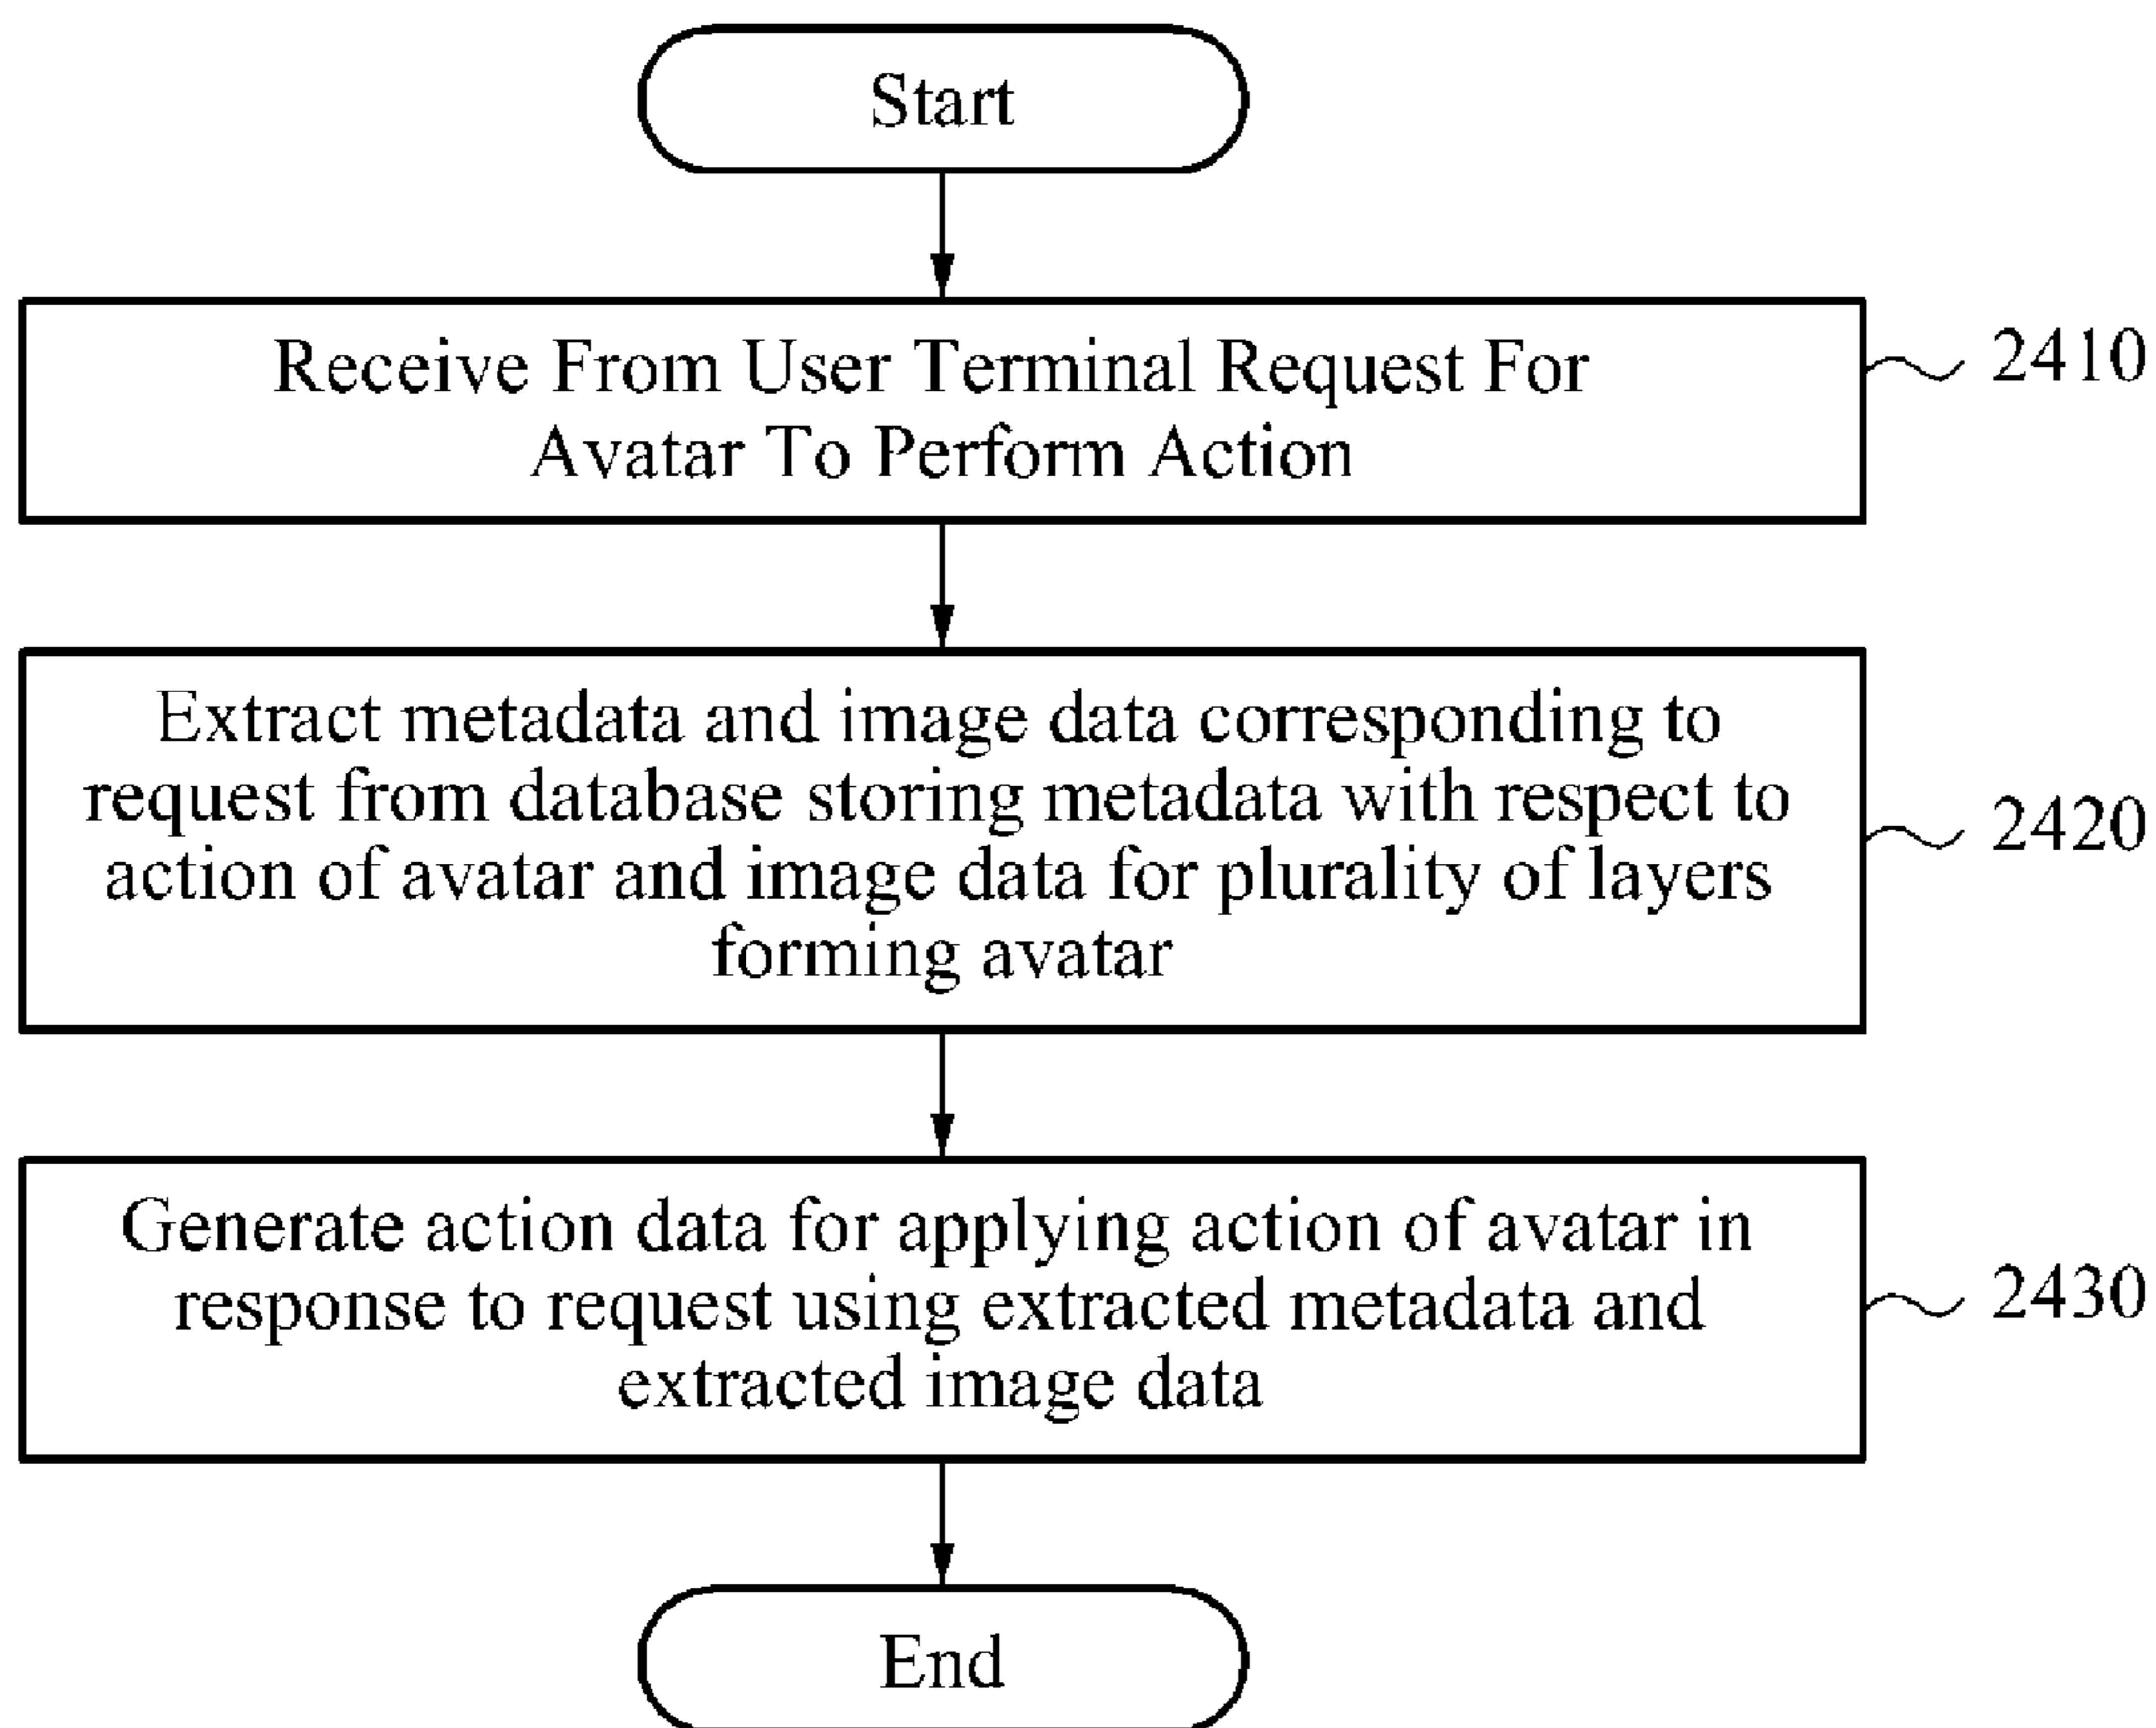 Start
Receive From User Terminal Request For
Avatar To Perform Action
2410
Extract metadata and image data corresponding to
request from database storing metadata with respect to
action of avatar and image data for plurality of layers
forming avatar
2420
Generate action data for applying action of avatar in
response to request using extracted metadata and
extracted image data
2430
End